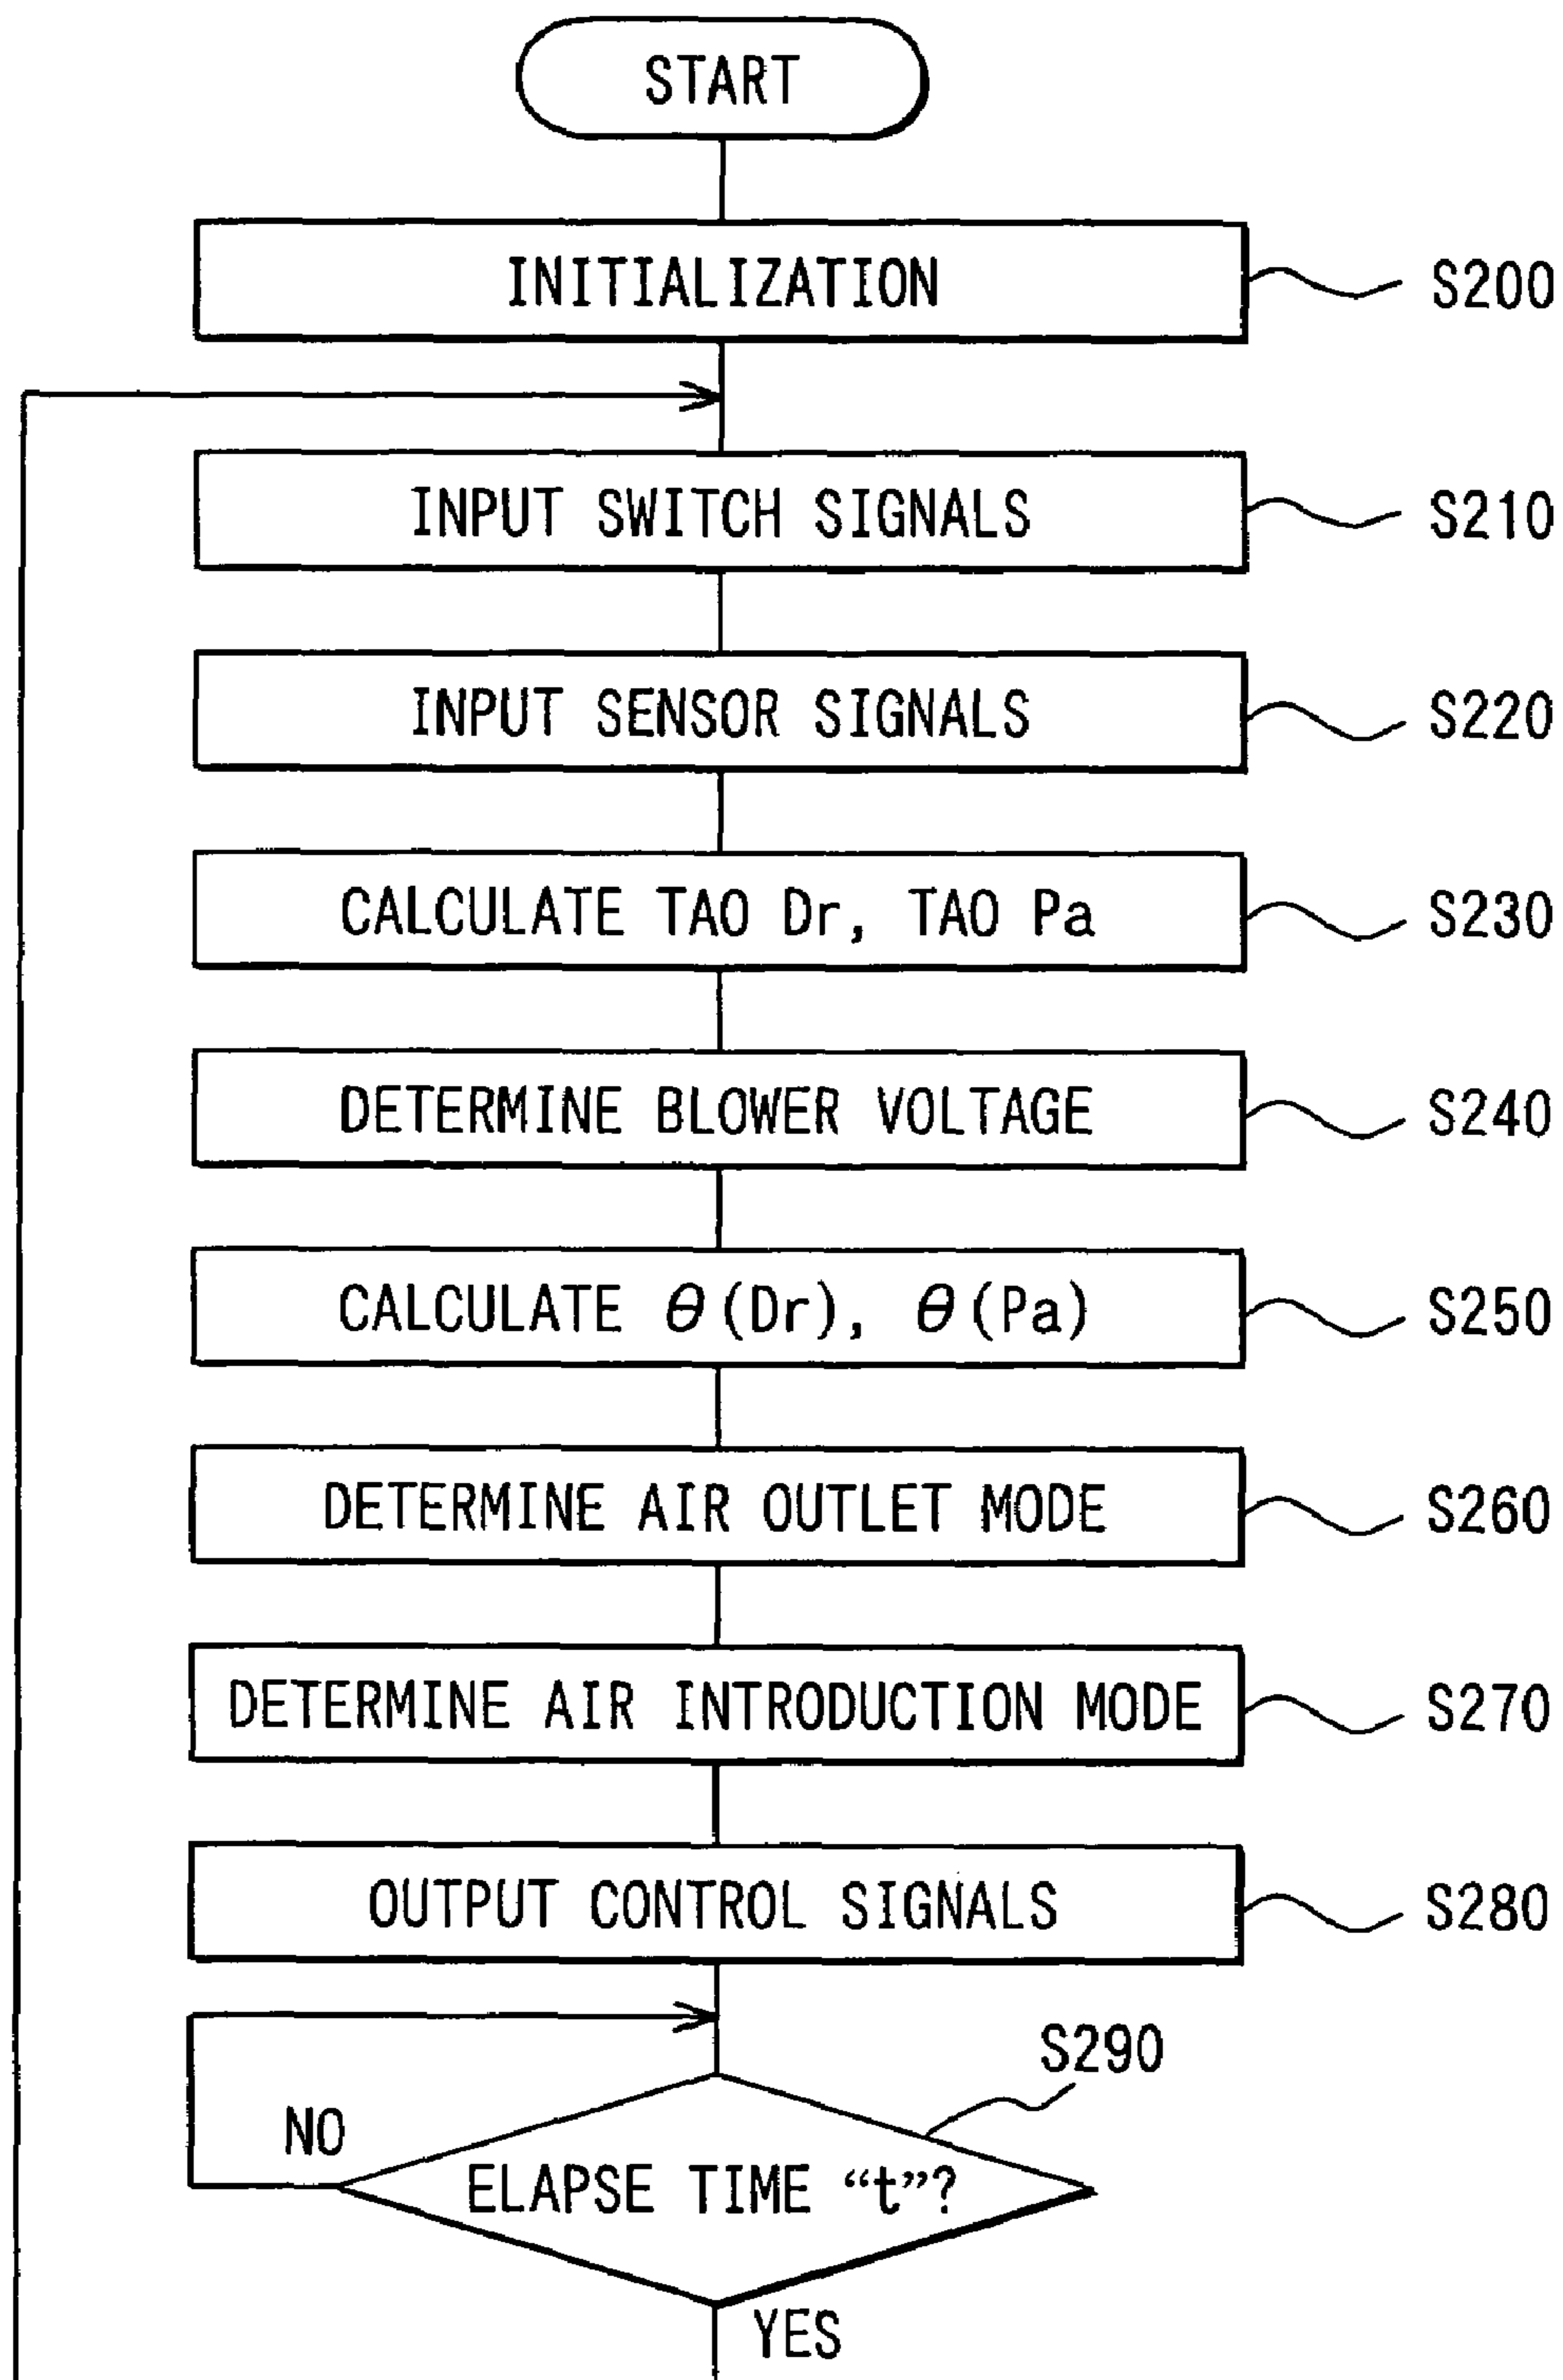 START
INITIALIZATION
S200
INPUT SWITCH SIGNALS
S210
INPUT SENSOR SIGNALS
S220
CALCULATE TAO Dr, TAO Pa
S230
DETERMINE BLOWER VOLTAGE
S240
CALCULATE θ(Dr), θ(Pa)
S250
DETERMINE AIR OUTLET MODE
S260
DETERMINE AIR INTRODUCTION MODE
S270
OUTPUT CONTROL SIGNALS
S280
S290
NO
ELAPSE TIME “t”?
YES